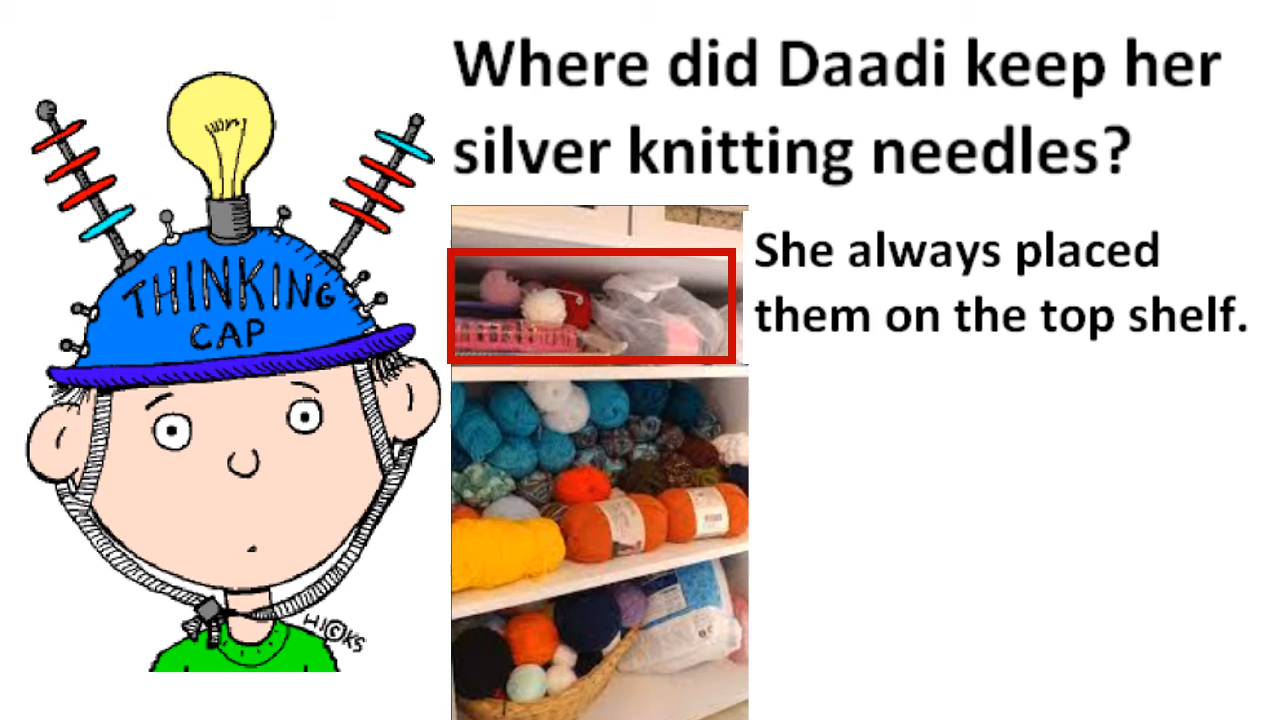 Where did Daadi keep her
silver knitting needles?
She always placed
them on the top shelf.
THINKING
CAP
HICKS